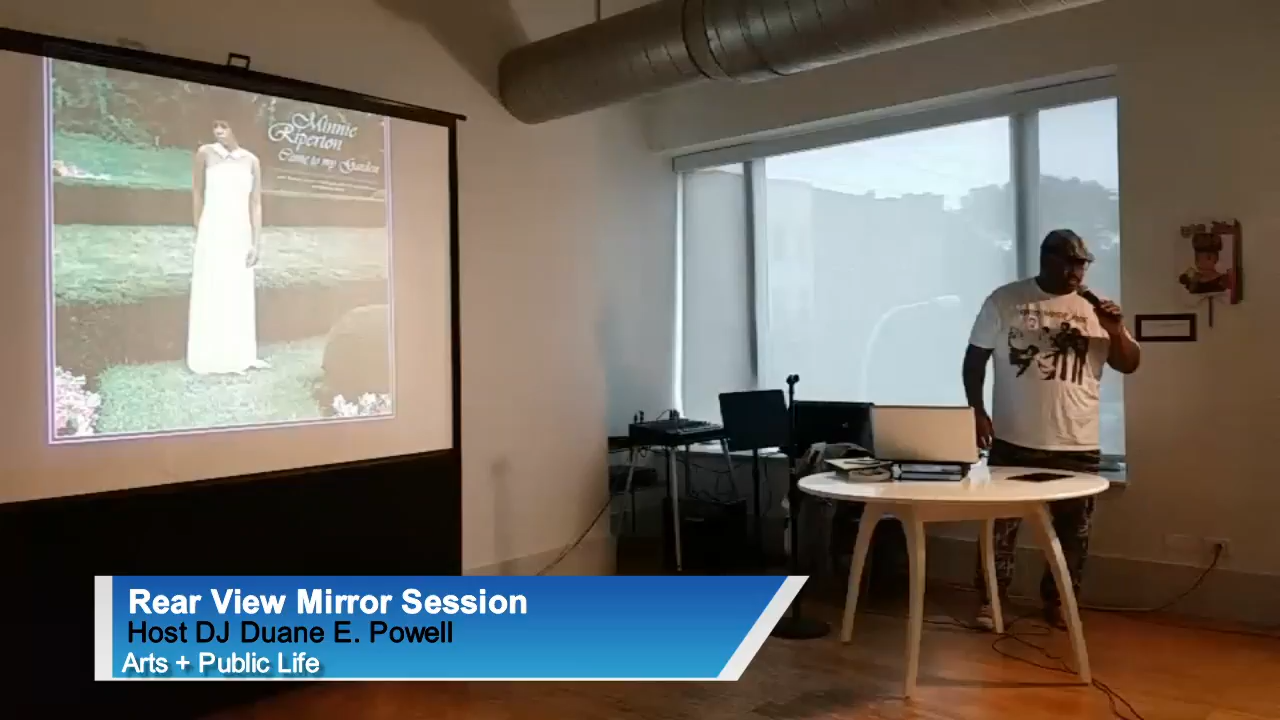 Minnie
Riperton
Come to my Garden
Rear View Mirror Session
Host DJ Duane E. Powell
Arts + Public Life